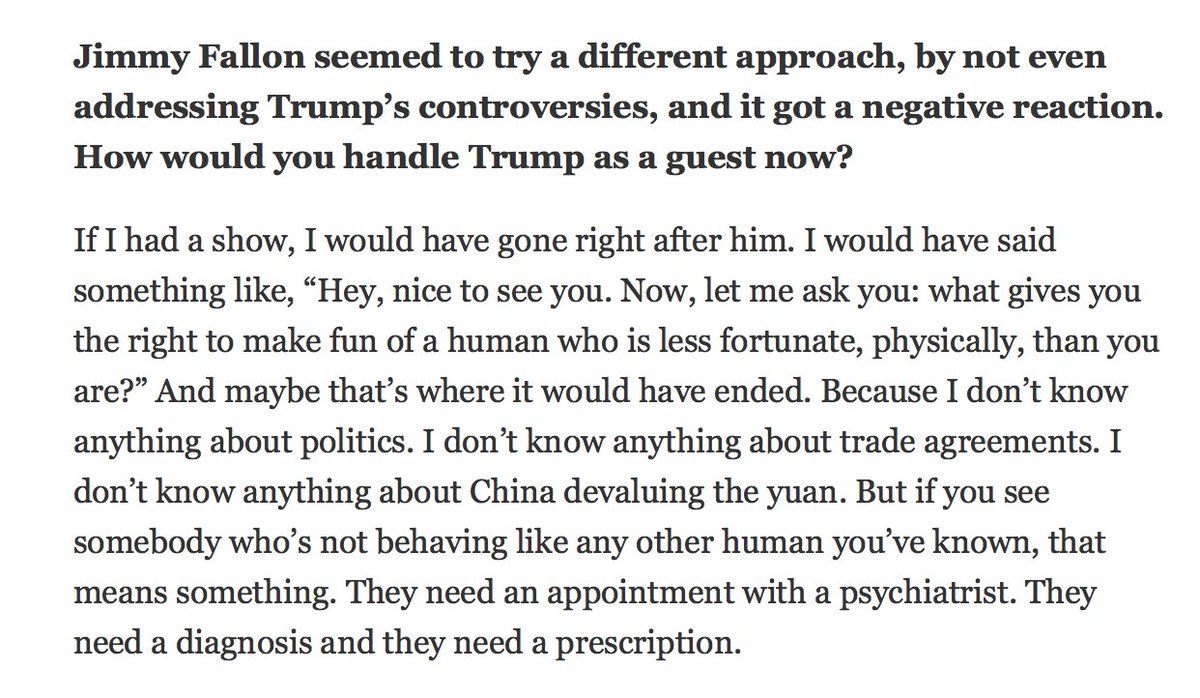 Jimmy Fallon seemed to try a different approach, by not even
addressing Trump’s controversies, and it got a negative reaction.
How would you handle Trump as a guest now?
If I had a show, I would have gone right after him. I would have said
something like, “Hey, nice to see you. Now, let me ask you: what gives you
the right to make fun of a human who is less fortunate, physically, than you
are?” And maybe that’s where it would have ended. Because I don’t know
anything about politics. I don’t know anything about trade agreements. I
don’t know anything about China devaluing the yuan. But if you see
somebody who’s not behaving like any other human you’ve known, that
means something. They need an appointment with a psychiatrist. They
need a diagnosis and they need a prescription.